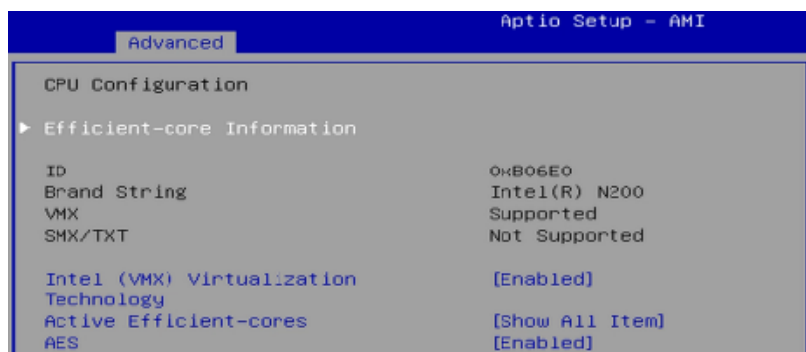 Aptio Setup - AMI
Advanced
CPU Configuration
Efficient-core Information
ID 0xB06E0
Brand String Intel(R) N200
VMX Supported
SMX/TXT Not Supported
Intel (VMX) Virtualization [Enabled]
Technology
Active Efficient-cores [Show All Item]
AES [Enabled]